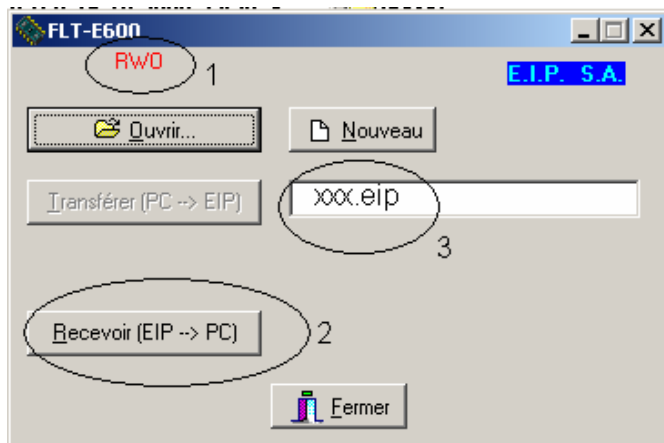 FLT-E600
RW0
1
E.I.P. S.A.
Ouvrir...
Nouveau
Transférer (PC --> EIP)
xxx.eip
3
Recevoir (EIP --> PC)
2
Fermer